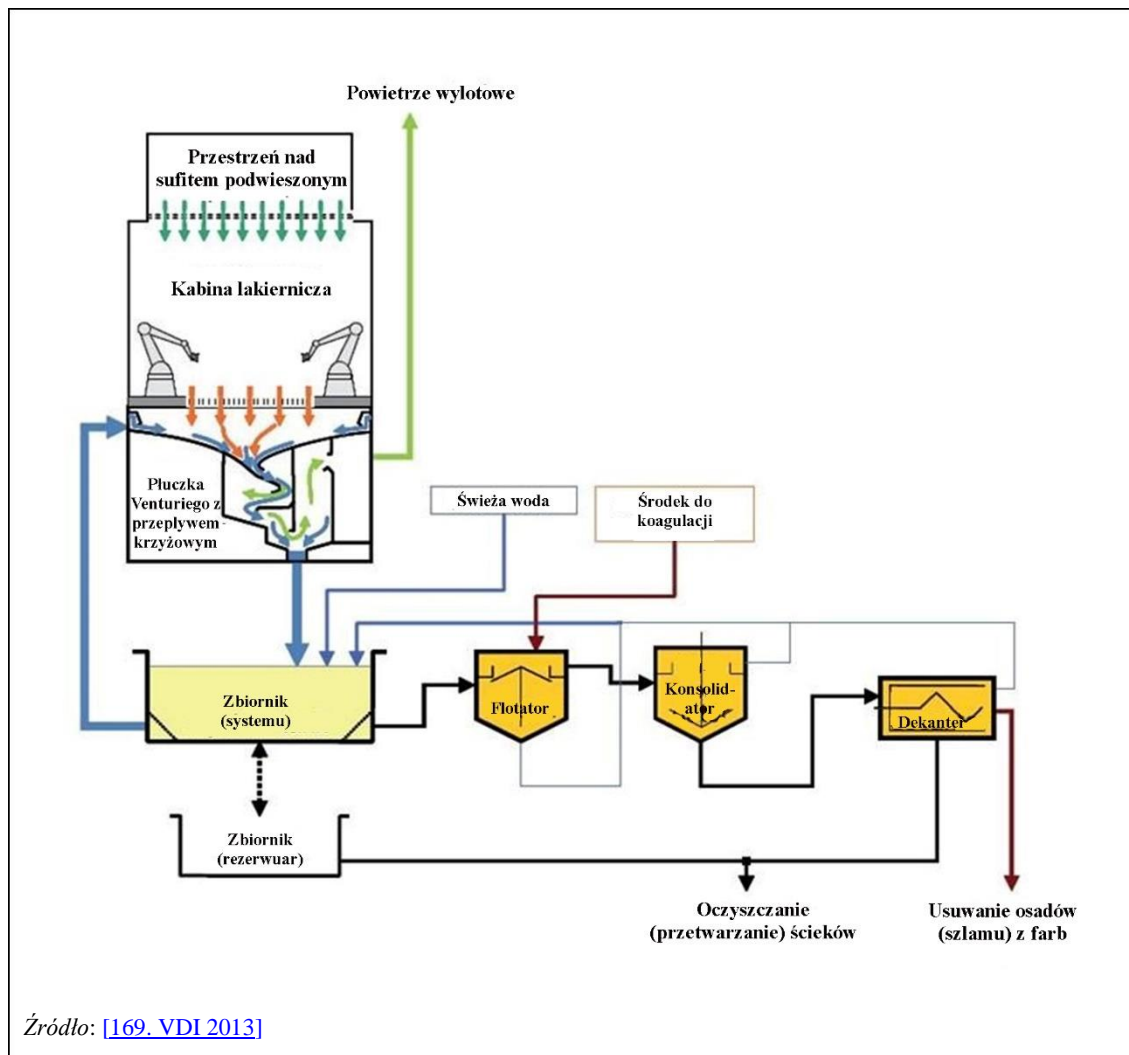 Powietrze wylotowe
Przestrzeń nad
sufitem podwieszonym
Kabina lakiernicza
Płuczka
Venturiego z
przepływem
krzyżowym
Świeża woda
Środek do
koagulacji
Zbiornik
(systemu)
Flotator
Konsolid-
ator
Dekanter
Zbiornik
(rezerwuar)
Oczyszczanie
(przetwarzanie) ścieków
Usuwanie osadów
(szlamu) z farb
Źródło: [169. VDI 2013]